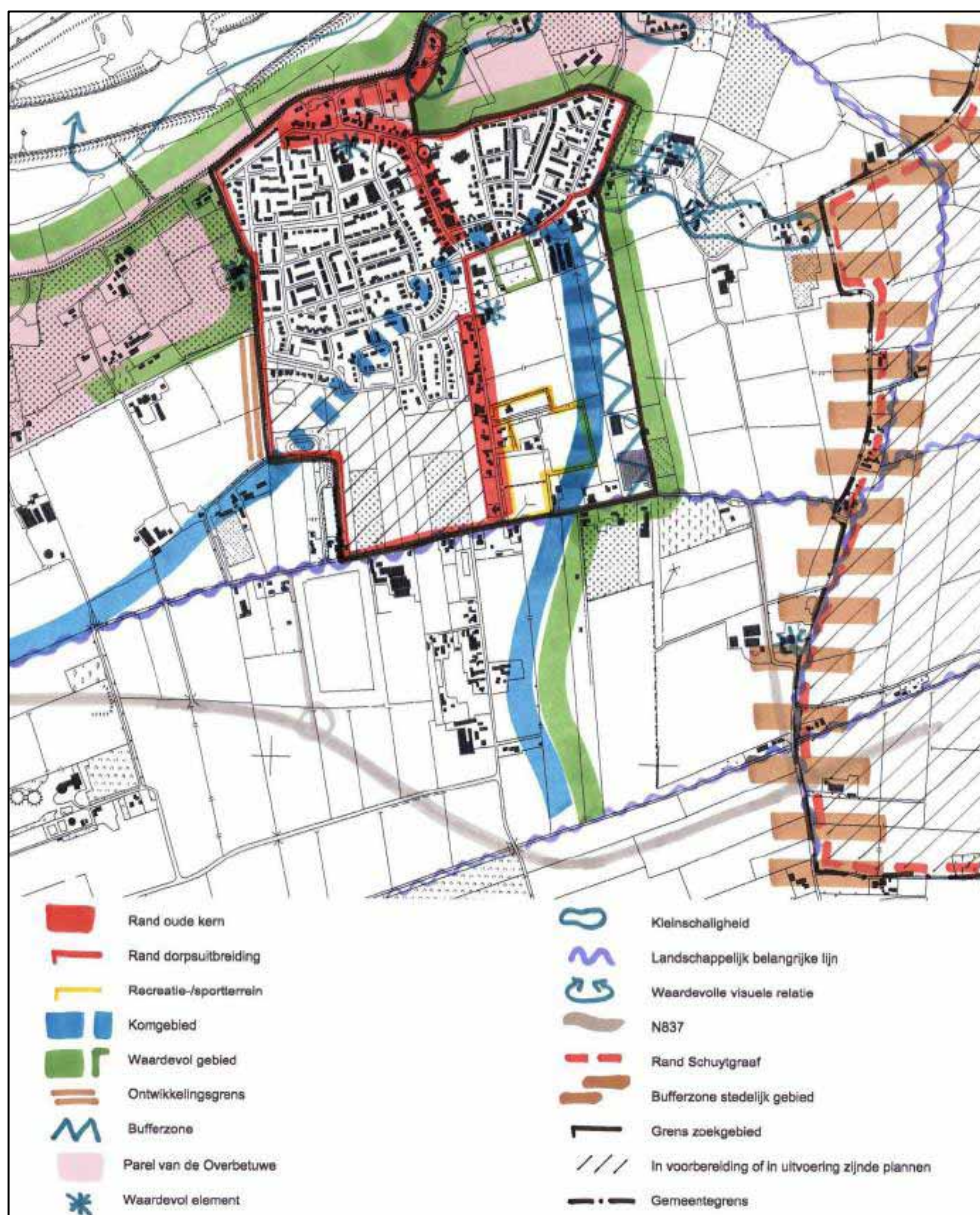 Rand oude kern
Rand dorpsuitbreiding
Recreatie-/sportterrein
Komgebied
Waardevol gebied
Ontwikkelingsgrens
Bufferzone
Parel van de Overbetuwe
Waardevol element
Kleinschaligheid
Landschappelijk belangrijke lijn
Waardevolle visuele relatie
N837
Rand Schuytgraaf
Bufferzone stedelijk gebied
Grens zoekgebied
In voorbereiding of in uitvoering zijnde plannen
Gemeentegrens